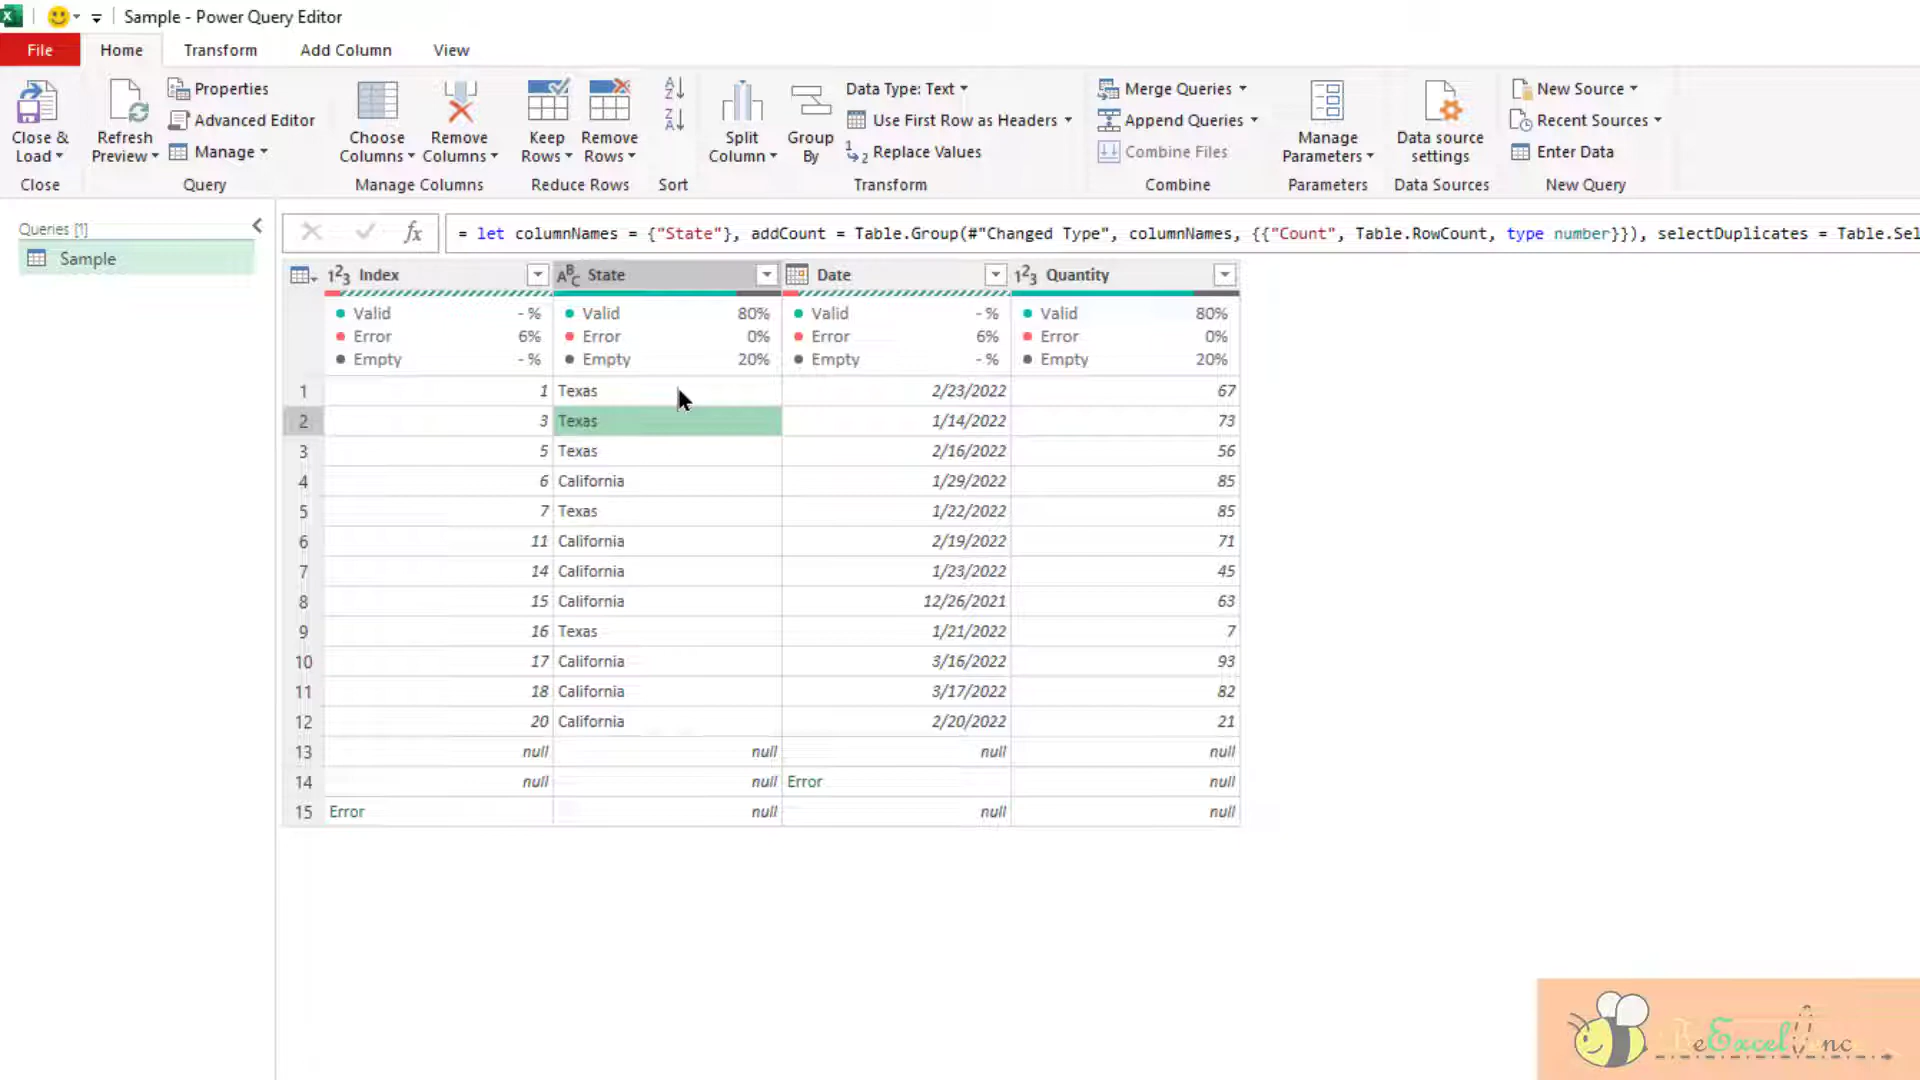 Sample - Power Query Editor
File Home Transform Add Column View
Close & Load
Close
Refresh Preview
Properties
Advanced Editor
Manage
Query
Choose Columns
Remove Columns
Manage Columns
Keep Rows
Remove Rows
Reduce Rows
Sort
Split Column
Group By
Data Type: Text
Use First Row as Headers
Replace Values
Transform
Merge Queries
Append Queries
Combine Files
Combine
Manage Parameters
Parameters
Data source settings
Data Sources
New Source
Recent Sources
Enter Data
New Query
Queries [1]
Sample
fx = let columnNames = {"State"}, addCount = Table.Group(#"Changed Type", columnNames, {{"Count", Table.RowCount, type number}}), selectDuplicates = Table.Sel
Index State Date Quantity
Valid - % Valid 80% Valid - % Valid 80%
Error 6% Error 0% Error 6% Error 0%
Empty - % Empty 20% Empty - % Empty 20%
1 1 Texas 2/23/2022 67
2 3 Texas 1/14/2022 73
3 5 Texas 2/16/2022 56
4 6 California 1/29/2022 85
5 7 Texas 1/22/2022 85
6 11 California 2/19/2022 71
7 14 California 1/23/2022 45
8 15 California 12/26/2021 63
9 16 Texas 1/21/2022 7
10 17 California 3/16/2022 93
11 18 California 3/17/2022 82
12 20 California 2/20/2022 21
13 null null null null
14 null null Error null
15 Error null null null